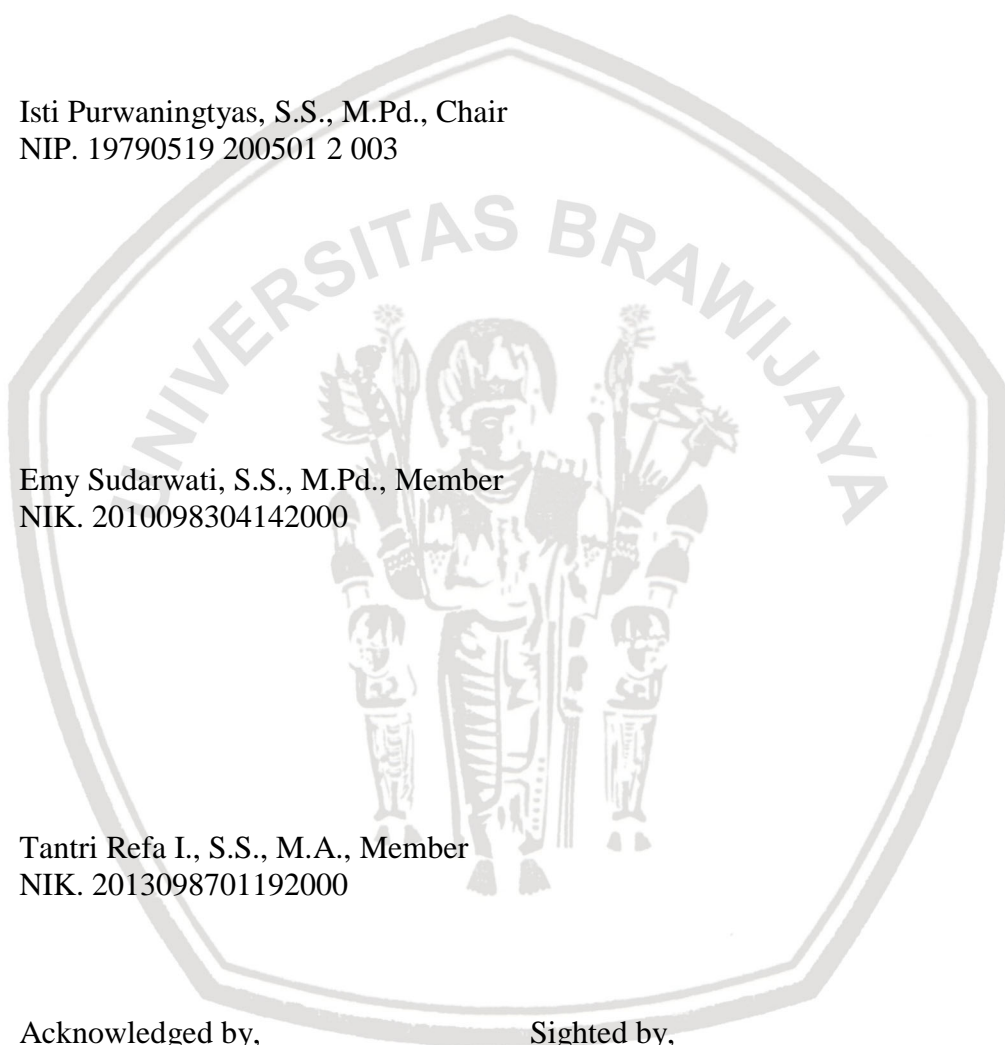 Isti Purwaningtyas, S.S., M.Pd., Chair
NIP. 19790519 200501 2 003
UNIVERSITAS BRAWIJAYA
Emy Sudarwati, S.S., M.Pd., Member
NIK. 2010098304142000
Tantri Refa I., S.S., M.A., Member
NIK. 2013098701192000
Acknowledged by, Sighted by,